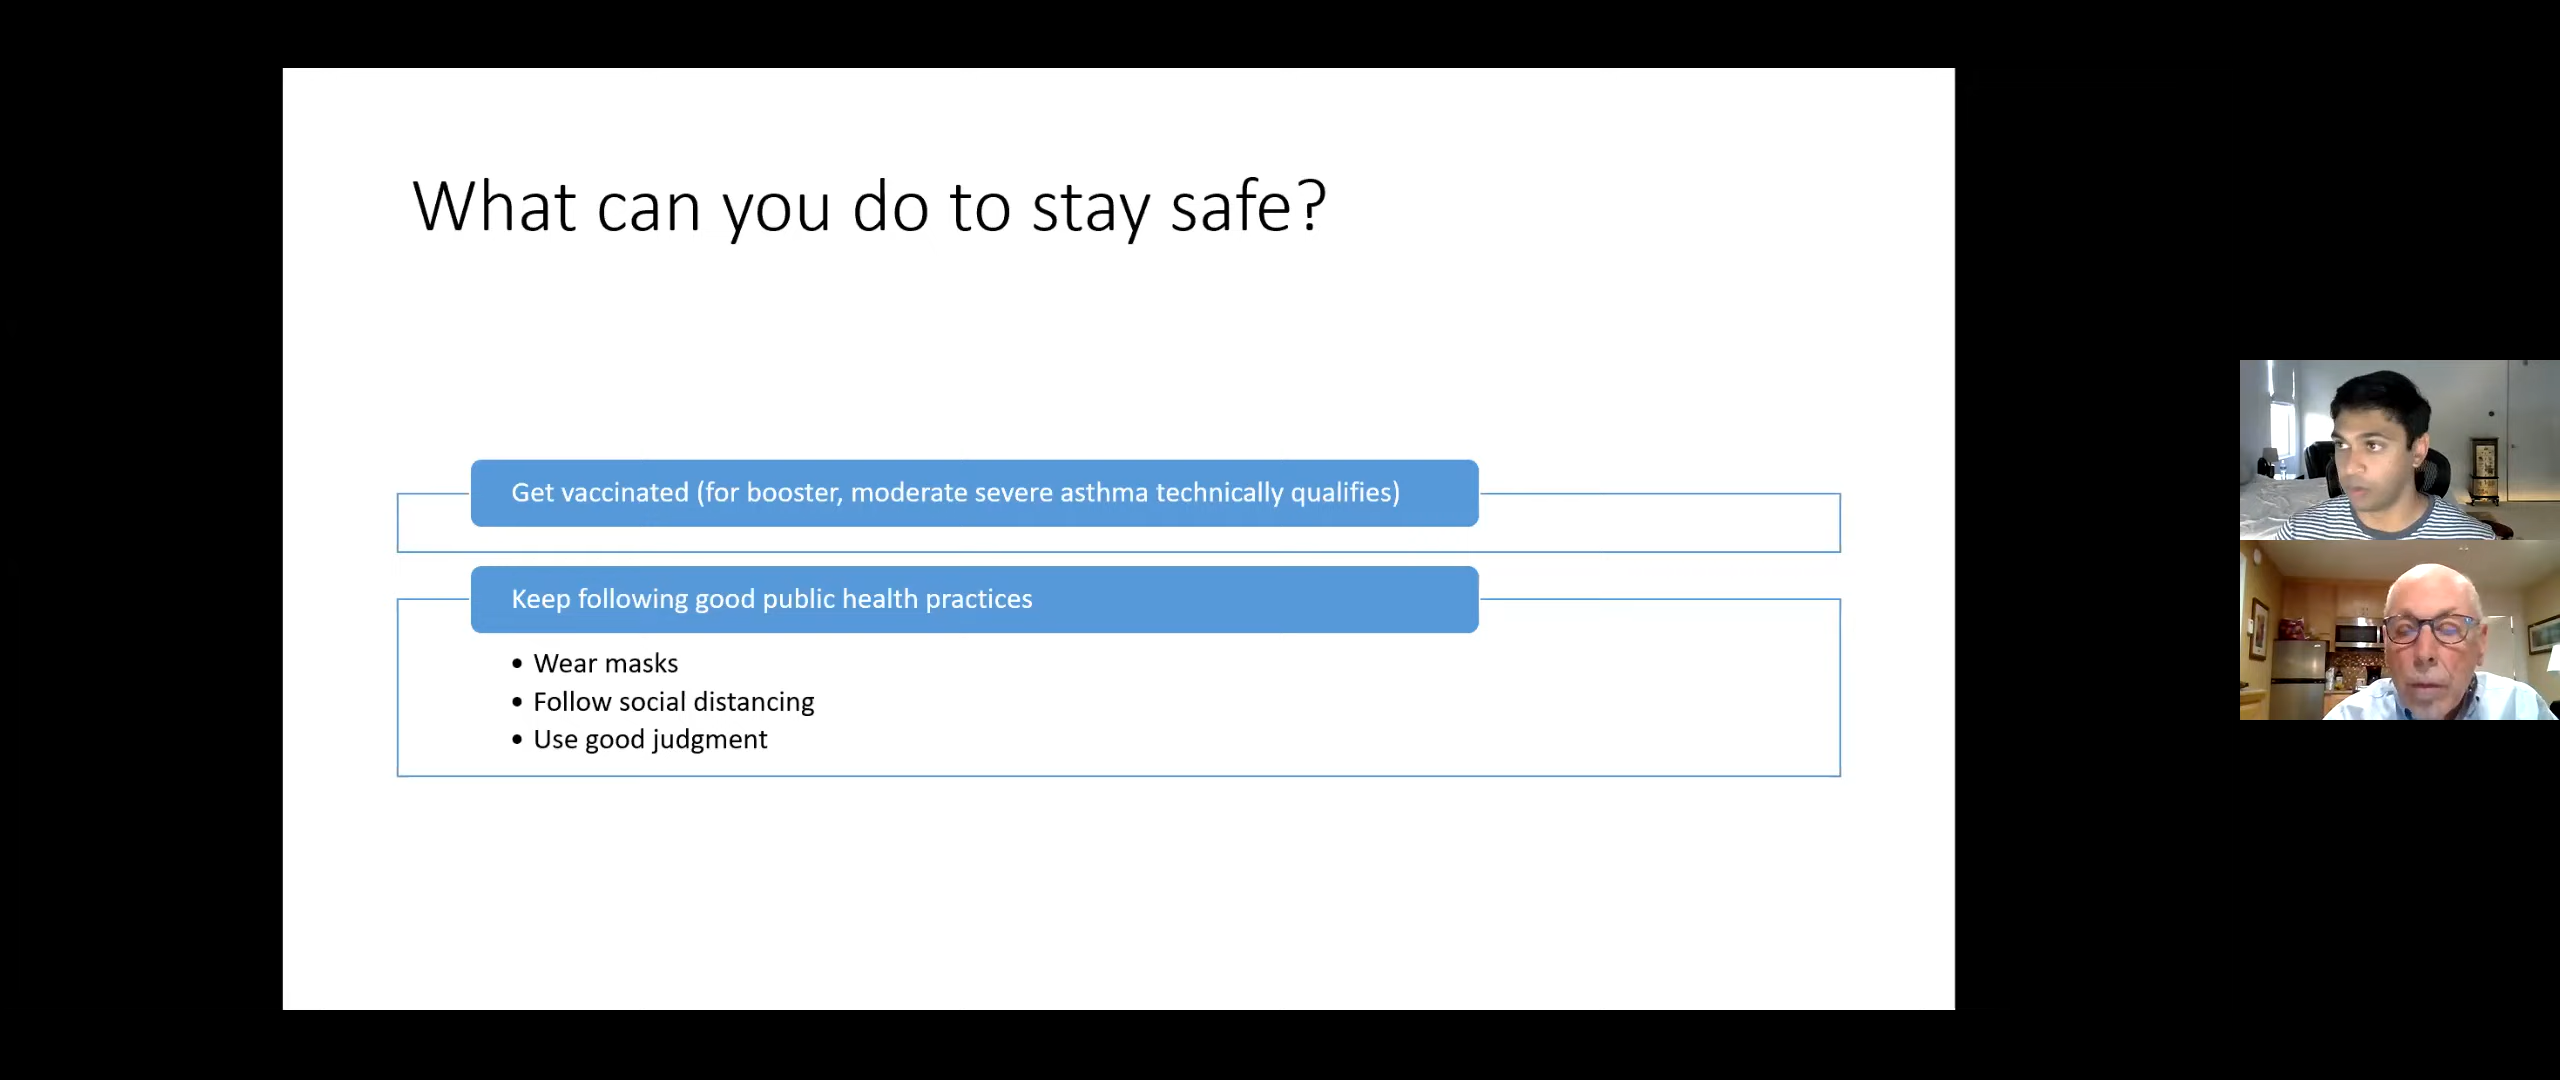 What can you do to stay safe?
Get vaccinated (for booster, moderate severe asthma technically qualifies)
Keep following good public health practices
• Wear masks
• Follow social distancing
• Use good judgment